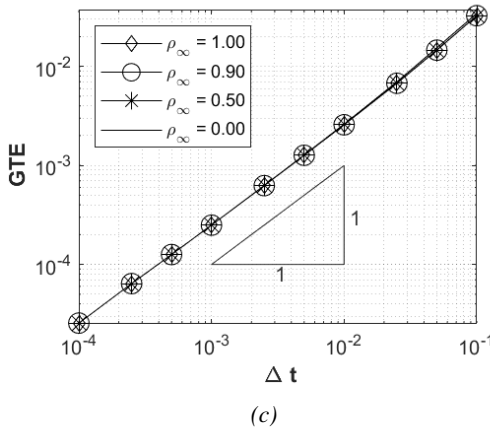 ρ∞ = 1.00
ρ∞ = 0.90
ρ∞ = 0.50
ρ∞ = 0.00
GTE
10-2
10-3
10-4
1
1
10-4 10-3 10-2 10-1
Δ t
(c)